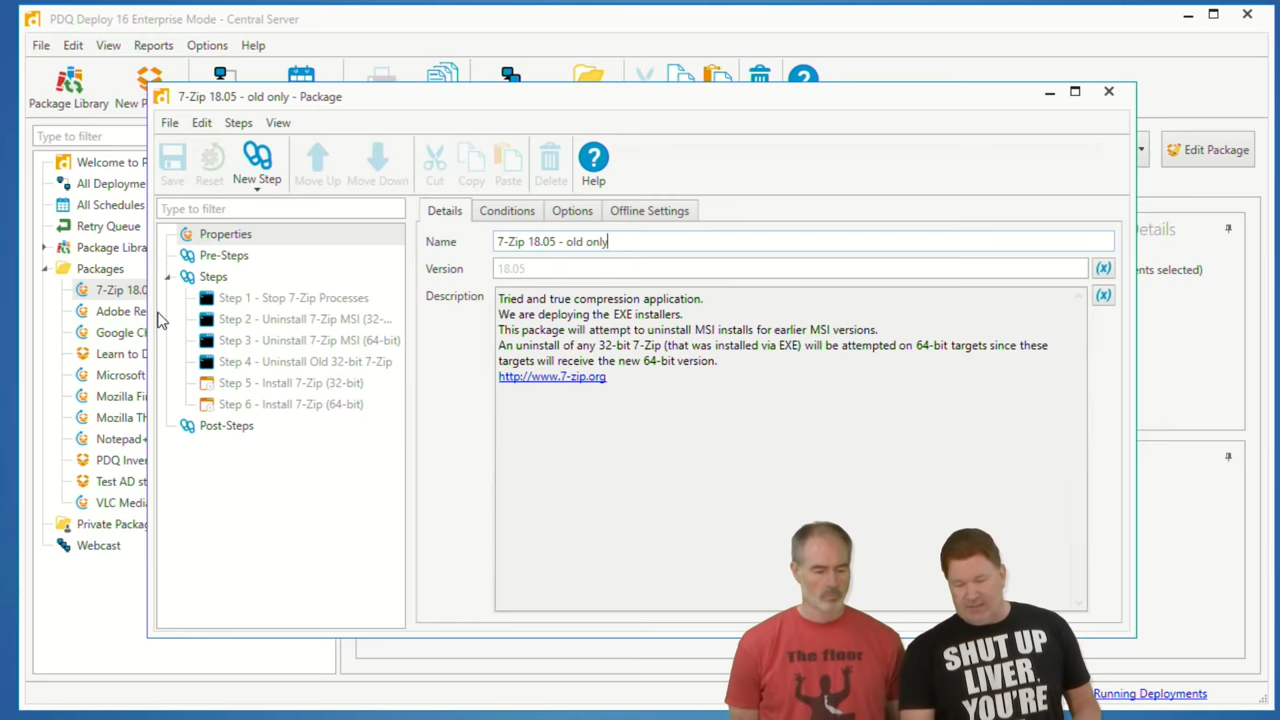 PDQ Deploy 16 Enterprise Mode - Central Server
File Edit View Reports Options Help
Package Library New P
Type to filter
Edit Package
Welcome to P
All Deployme
All Schedules
Retry Queue
Package Libra
Packages
7-Zip 18.0
Adobe Re
Google Ch
Learn to D
Microsoft
Mozilla Fir
Mozilla Th
Notepad+
PDQ Inver
Test AD st
VLC Media
Private Packag
Webcast
Details
ents selected)
Running Deployments
7-Zip 18.05 - old only - Package
File Edit Steps View
Save Reset New Step Move Up Move Down Cut Copy Paste Delete Help
Type to filter
Properties
Pre-Steps
Steps
Step 1 - Stop 7-Zip Processes
Step 2 - Uninstall 7-Zip MSI (32-...
Step 3 - Uninstall 7-Zip MSI (64-bit)
Step 4 - Uninstall Old 32-bit 7-Zip
Step 5 - Install 7-Zip (32-bit)
Step 6 - Install 7-Zip (64-bit)
Post-Steps
Details Conditions Options Offline Settings
Name 7-Zip 18.05 - old only
Version 18.05 (x)
Description (x)
Tried and true compression application.
We are deploying the EXE installers.
This package will attempt to uninstall MSI installs for earlier MSI versions.
An uninstall of any 32-bit 7-Zip (that was installed via EXE) will be attempted on 64-bit targets since these
targets will receive the new 64-bit version.
http://www.7-zip.org
The floor
SHUT UP
LIVER,
YOU'RE